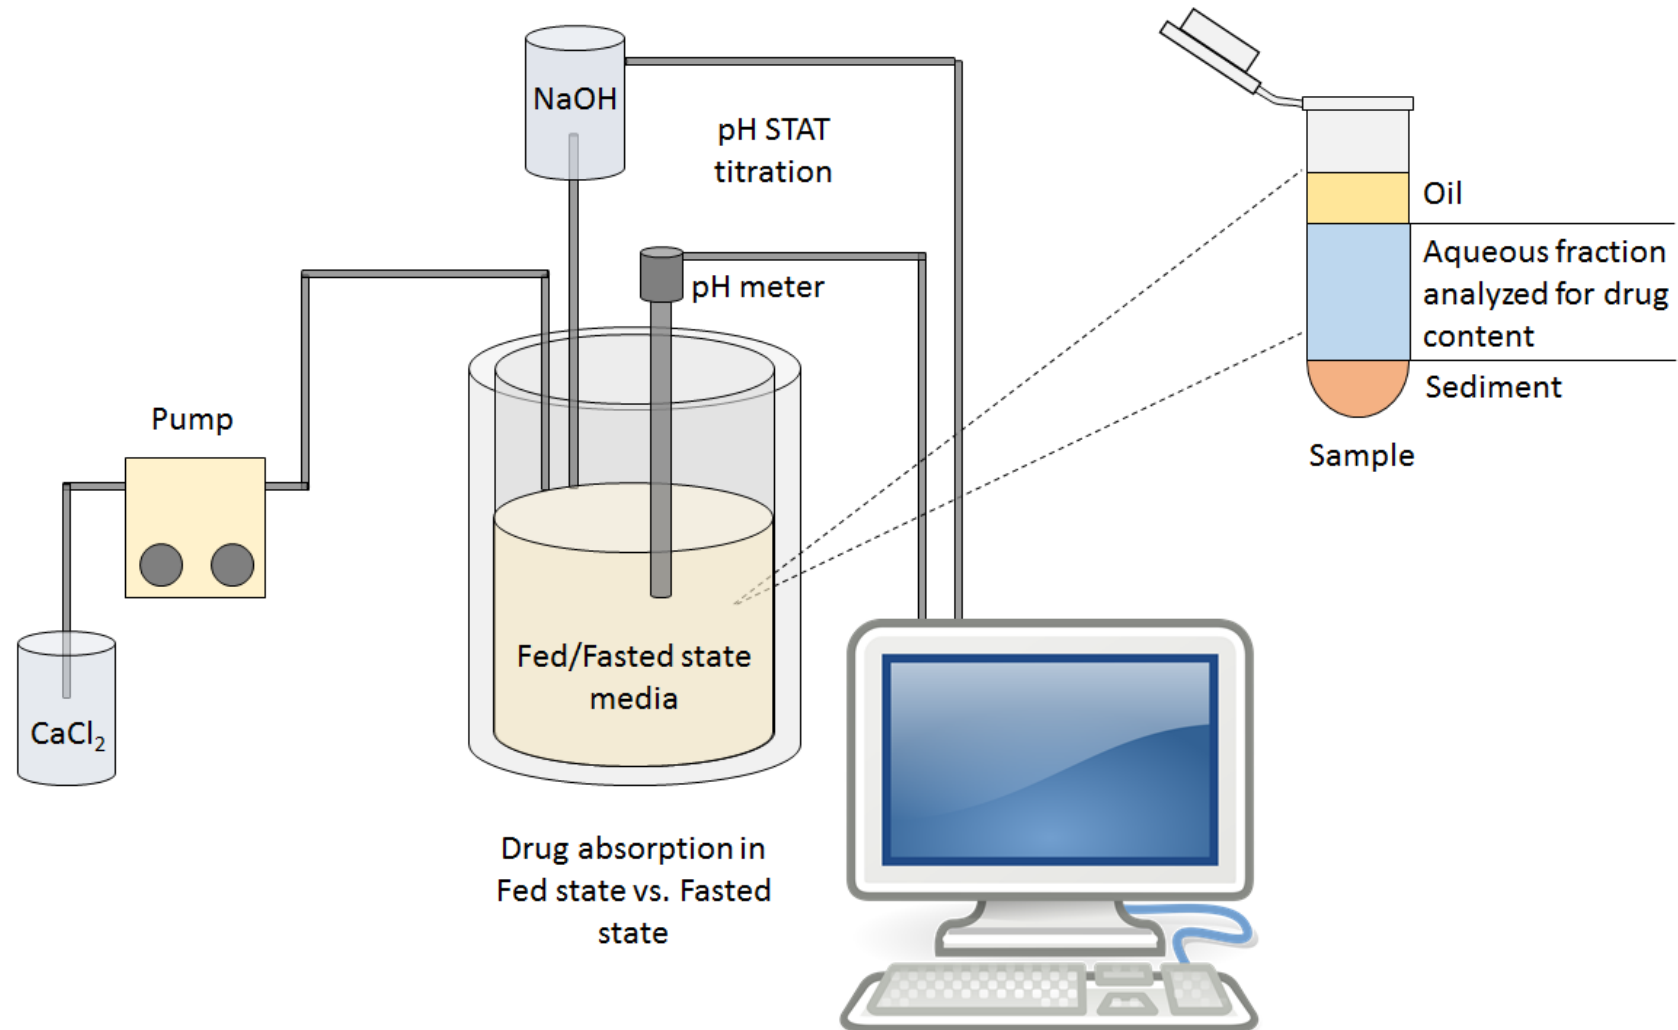 NaOH
pH STAT
titration
pH meter
Pump
CaCl₂
Fed/Fasted state
media
Drug absorption in
Fed state vs. Fasted
state
Oil
Aqueous fraction
analyzed for drug
content
Sediment
Sample